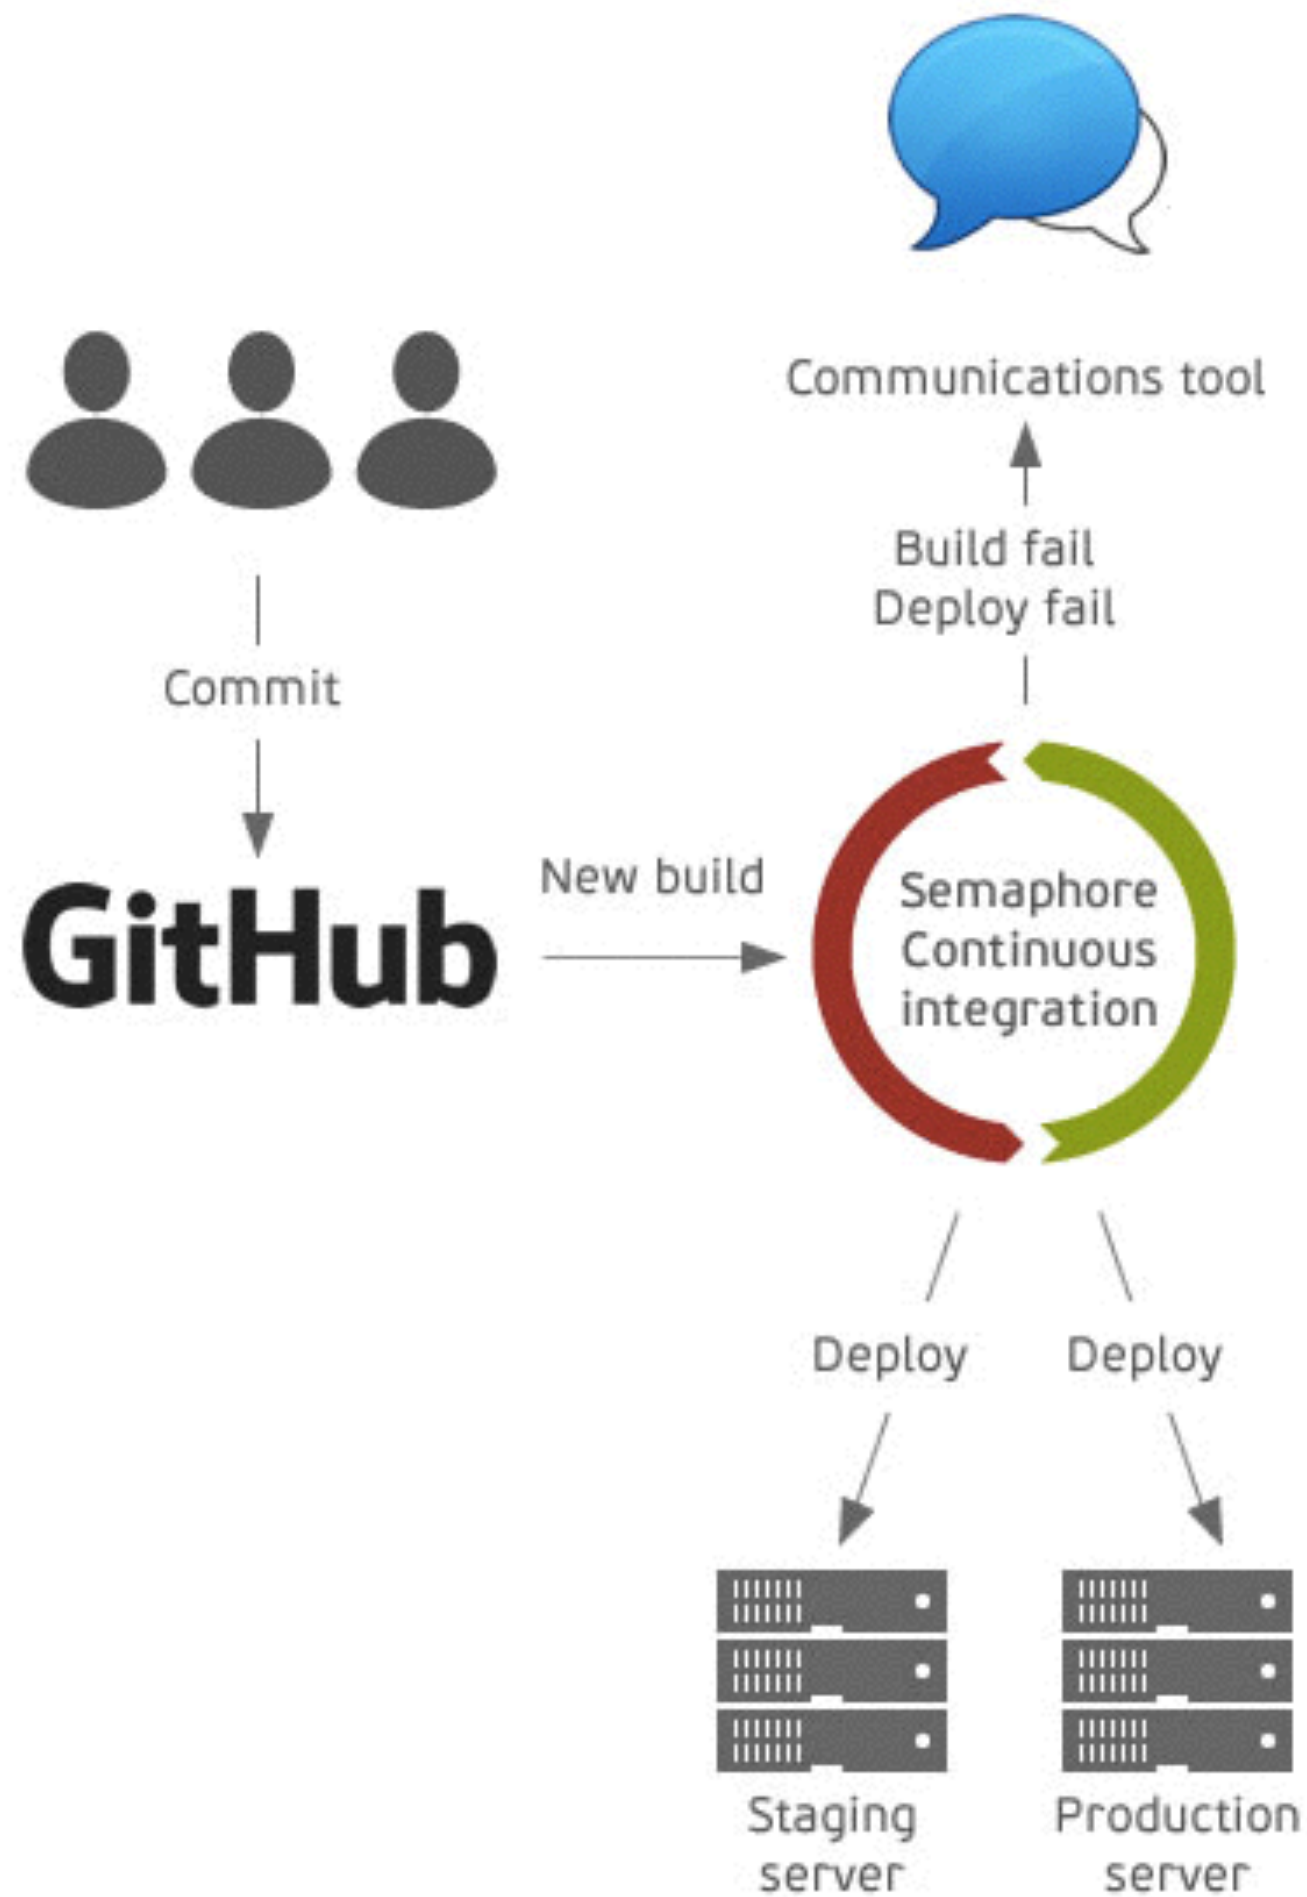 Communications tool
Build fail
Deploy fail
Commit
GitHub
New build
Semaphore
Continuous
integration
Deploy
Deploy
Staging
server
Production
server